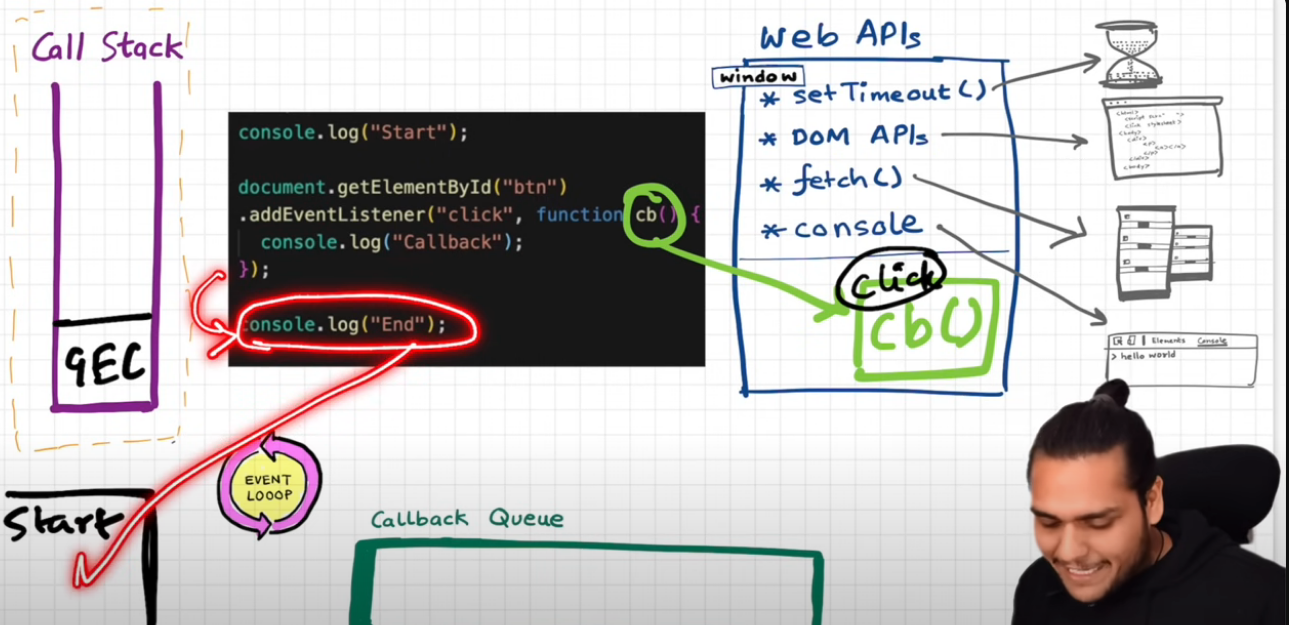 Call Stack
GEC
console.log("Start");
document.getElementById("btn")
.addEventListener("click", function cb() {
console.log("Callback");
});
console.log("End");
Web APIs
window
* setTimeout()
* DOM APIs
* fetch()
* console
click
cb()
Elements Console
> hello world
Start
EVENT
LOOOP
Callback Queue